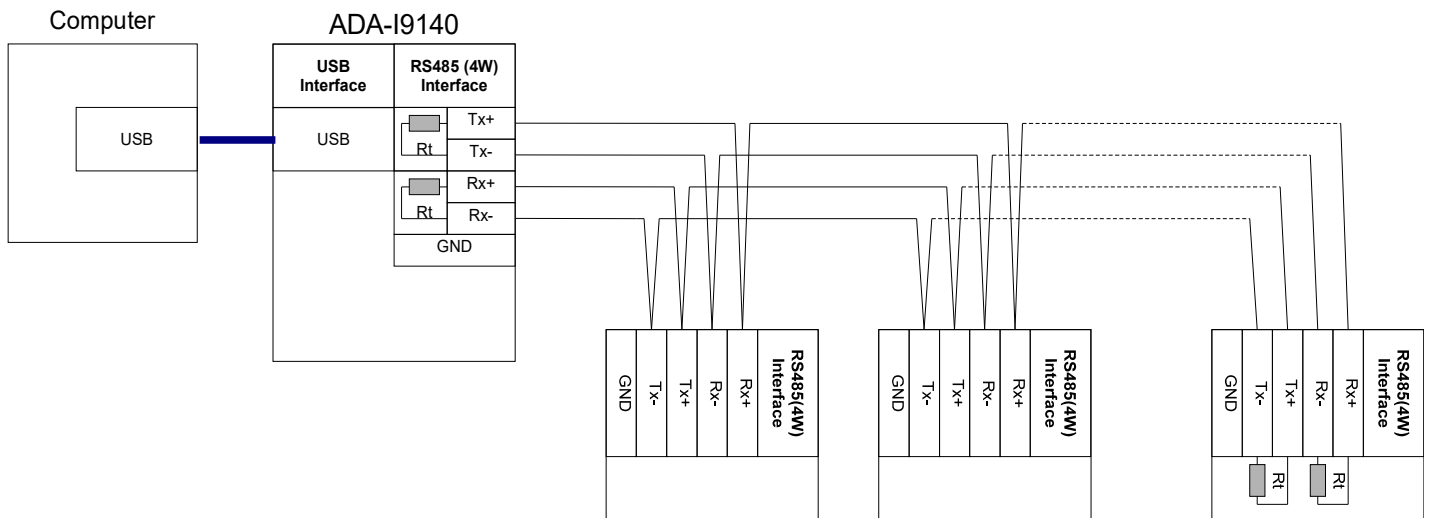 Computer
ADA-I9140
USB
Interface
RS485 (4W)
Interface
USB
USB
Rt
Tx+
Tx-
Rt
Rx+
Rx-
GND
GND
Tx-
Tx+
Rx-
Rx+
RS485(4W)
Interface
GND
Tx-
Tx+
Rx-
Rx+
RS485(4W)
Interface
GND
Tx-
Tx+
Rx-
Rx+
RS485(4W)
Interface
Rt
Rt